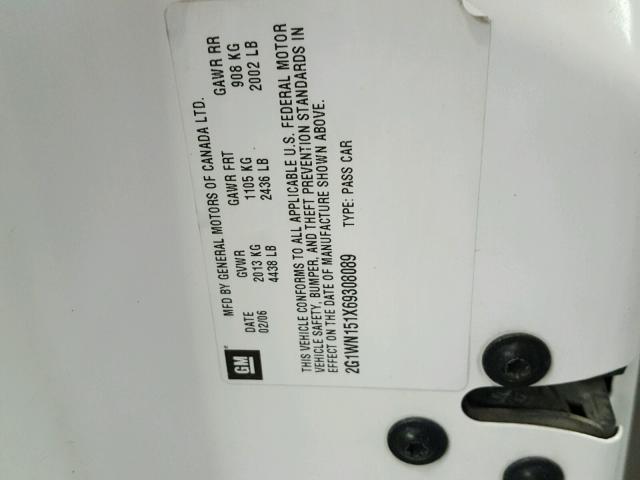 MFD BY GENERAL MOTORS OF CANADA LTD.
DATE GVWR GAWR FRT GAWR RR
02/06 2013 KG 1105 KG 908 KG
4438 LB 2436 LB 2002 LB
GM
THIS VEHICLE CONFORMS TO ALL APPLICABLE U.S. FEDERAL MOTOR
VEHICLE SAFETY, BUMPER, AND THEFT PREVENTION STANDARDS IN
EFFECT ON THE DATE OF MANUFACTURE SHOWN ABOVE.
2G1WN151X69308089 TYPE: PASS CAR